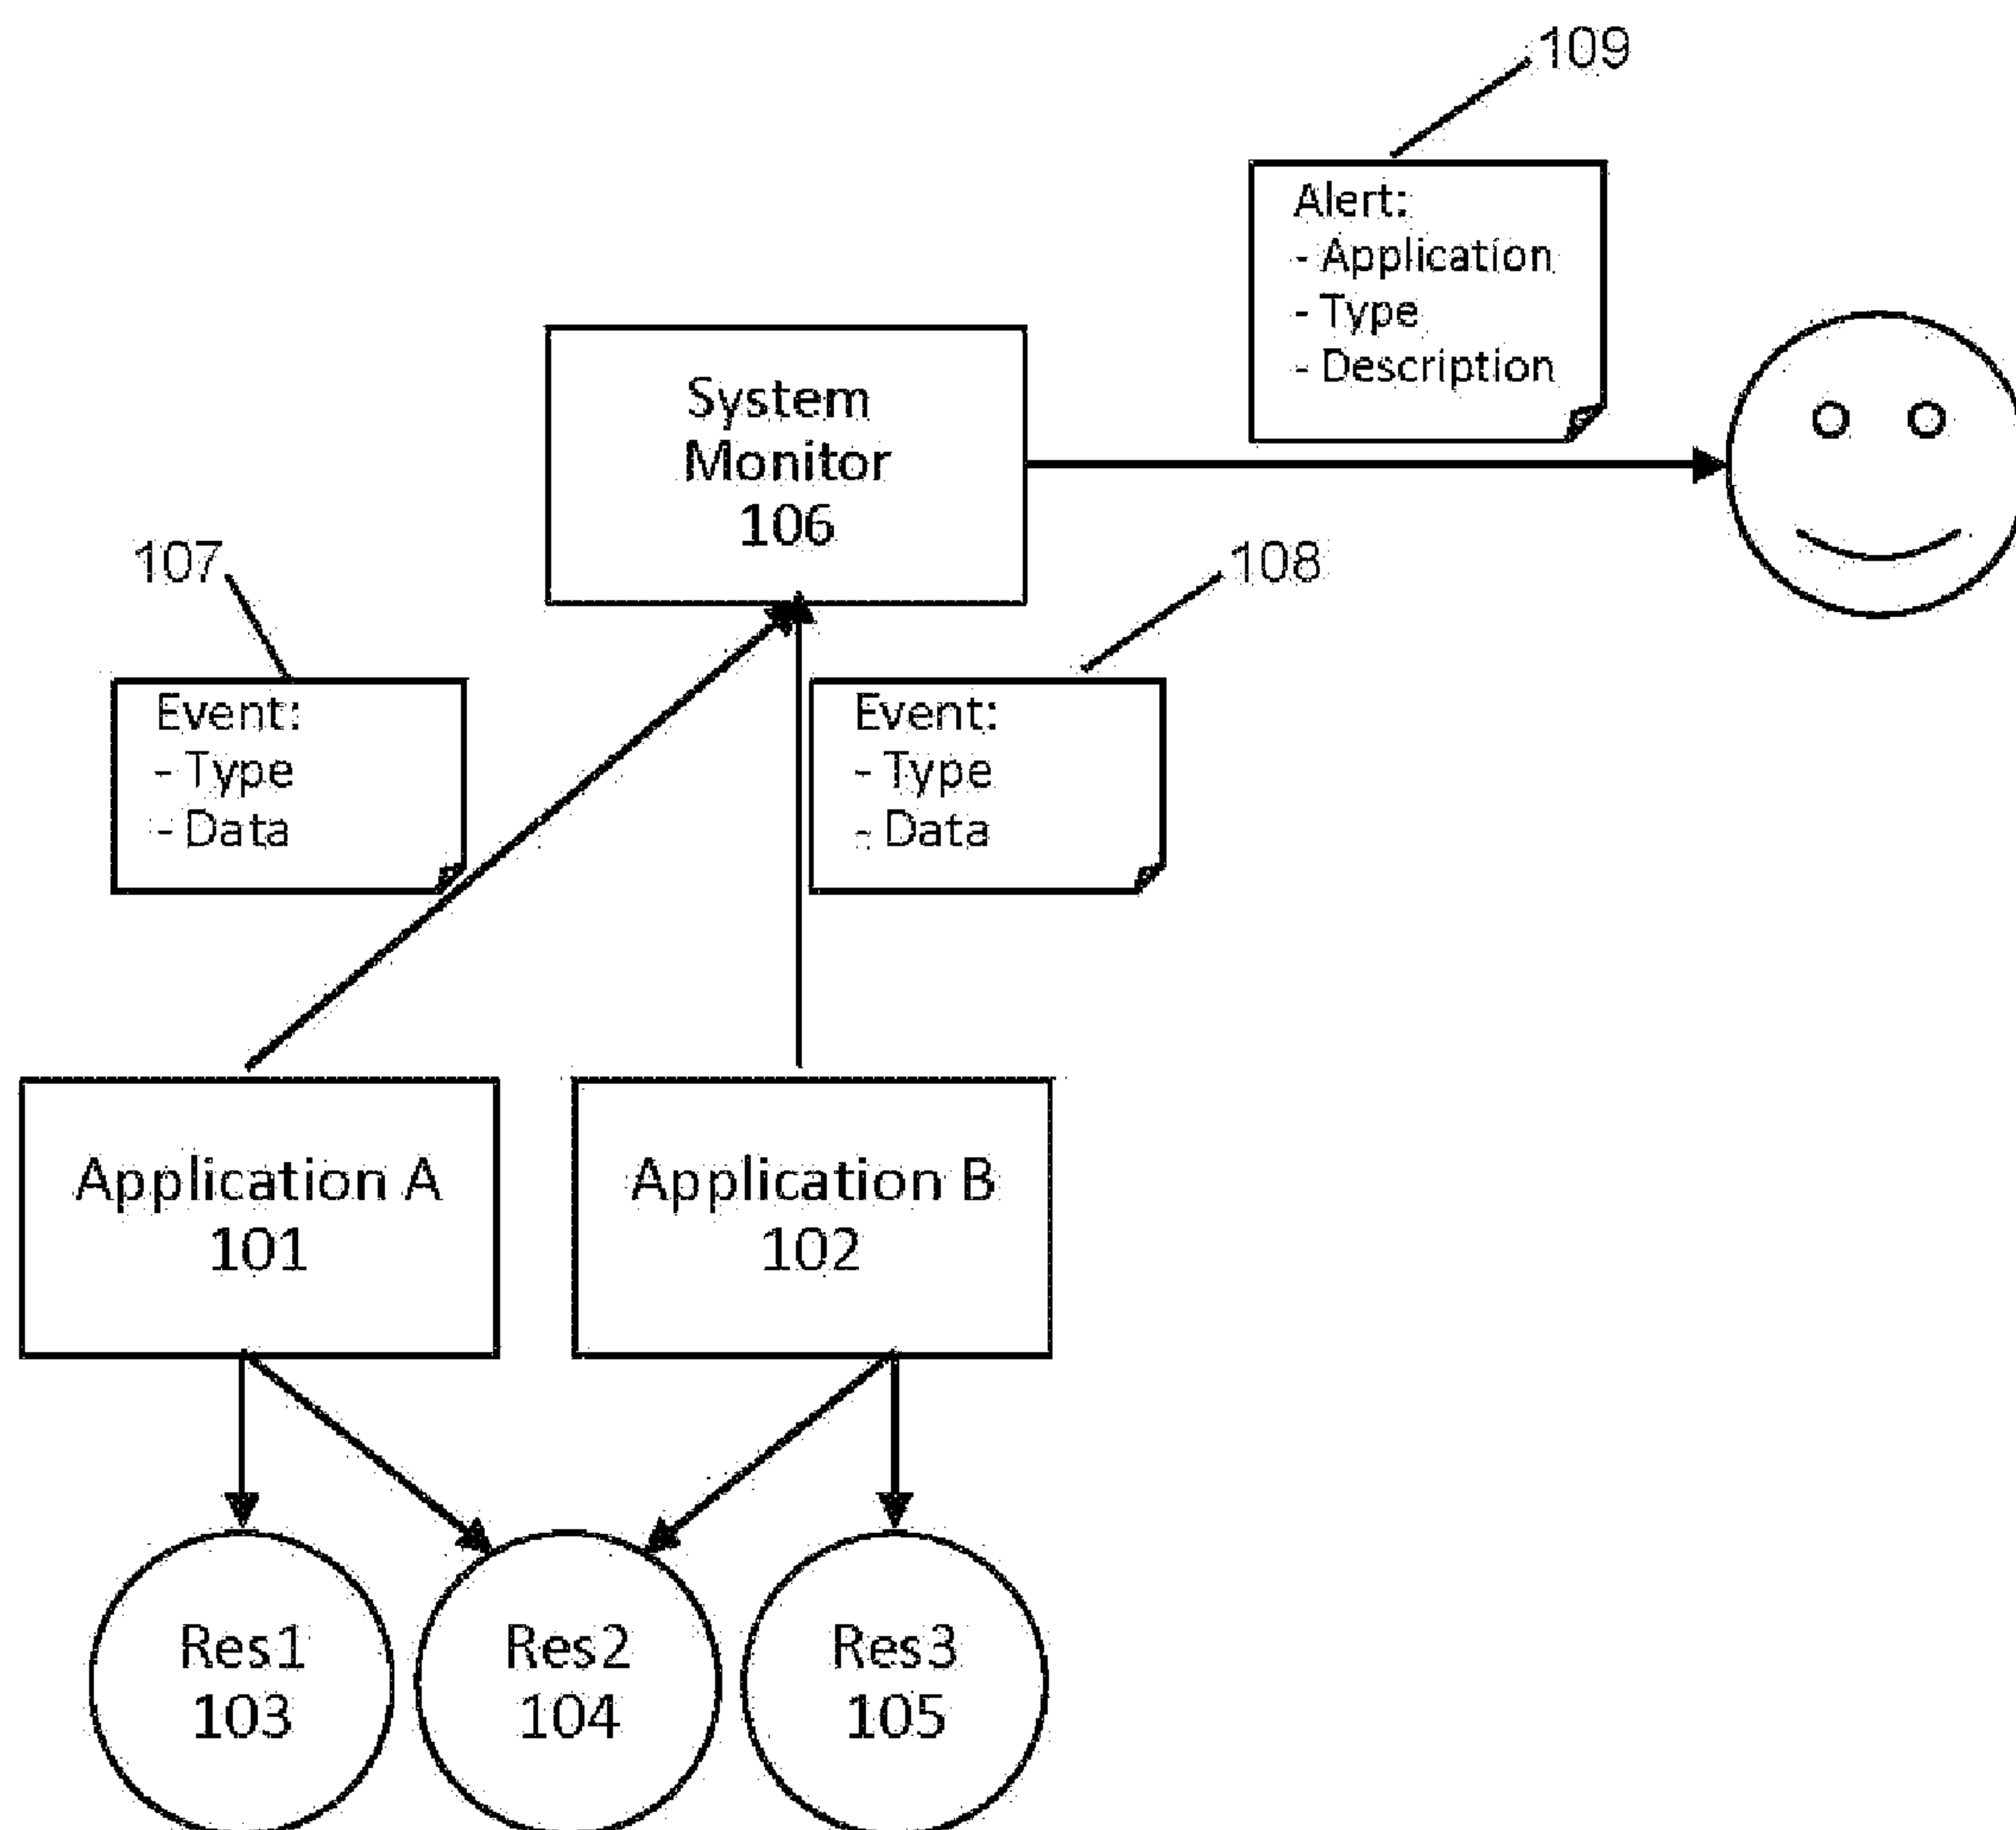 109
Alert:
- Application
- Type
- Description
System
Monitor
106
107
108
Event:
- Type
- Data
Event:
- Type
- Data
Application A
101
Application B
102
Res1
103
Res2
104
Res3
105